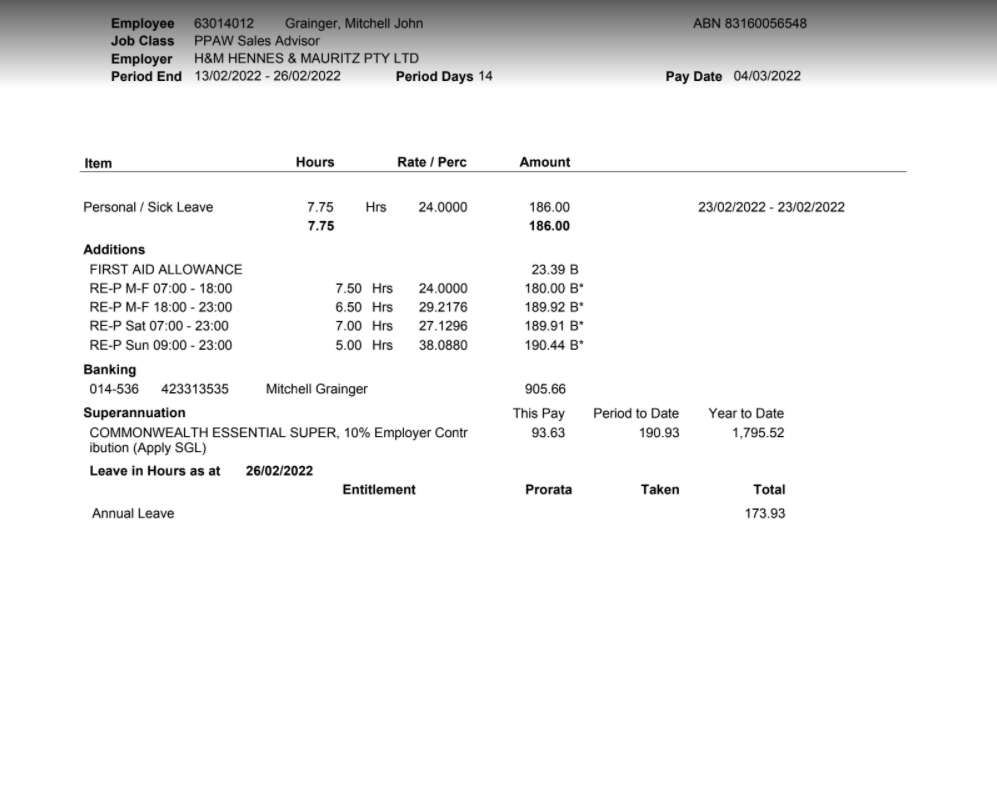 Employee 63014012 Grainger, Mitchell John ABN 83160056548
Job Class PPAW Sales Advisor
Employer H&M HENNES & MAURITZ PTY LTD
Period End 13/02/2022 - 26/02/2022 Period Days 14 Pay Date 04/03/2022
Item Hours Rate / Perc Amount
Personal / Sick Leave 7.75 Hrs 24.0000 186.00 23/02/2022 - 23/02/2022
7.75 186.00
Additions
FIRST AID ALLOWANCE 23.39 B
RE-P M-F 07:00 - 18:00 7.50 Hrs 24.0000 180.00 B*
RE-P M-F 18:00 - 23:00 6.50 Hrs 29.2176 189.92 B*
RE-P Sat 07:00 - 23:00 7.00 Hrs 27.1296 189.91 B*
RE-P Sun 09:00 - 23:00 5.00 Hrs 38.0880 190.44 B*
Banking
014-536 423313535 Mitchell Grainger 905.66
Superannuation This Pay Period to Date Year to Date
COMMONWEALTH ESSENTIAL SUPER, 10% Employer Contr 93.63 190.93 1,795.52
ibution (Apply SGL)
Leave in Hours as at 26/02/2022
Entitlement Prorata Taken Total
Annual Leave 173.93